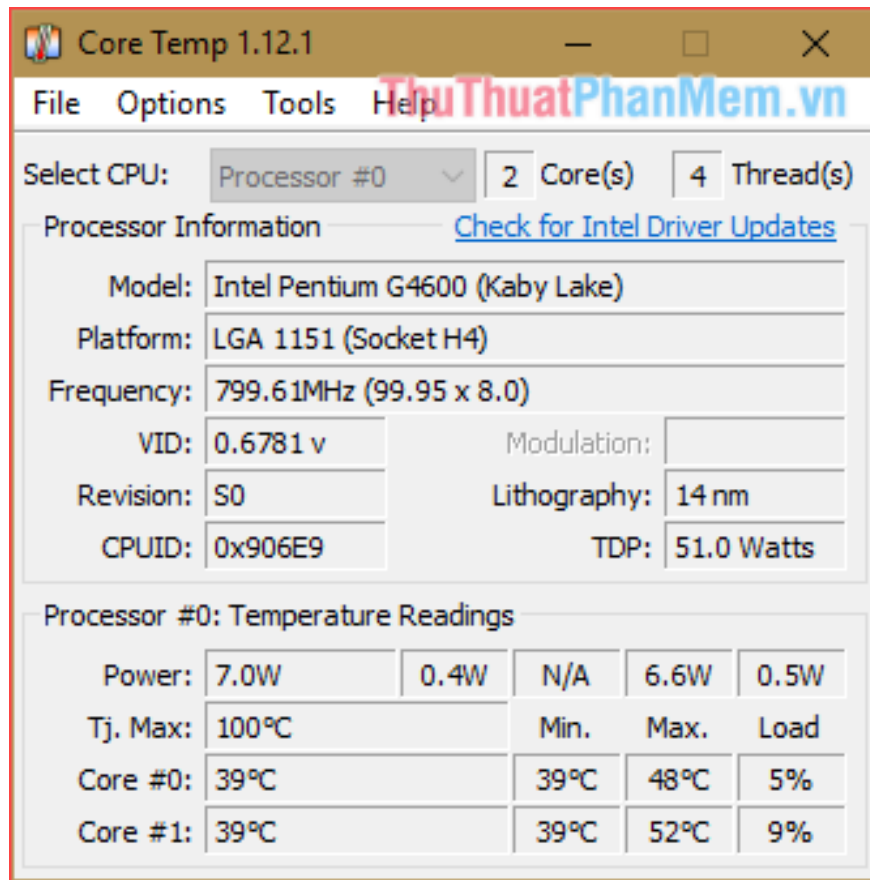 Core Temp 1.12.1
ThuThuatPhanMem.vn
File Options Tools Help
Select CPU: Processor #0 2 Core(s) 4 Thread(s)
Processor Information Check for Intel Driver Updates
Model: Intel Pentium G4600 (Kaby Lake)
Platform: LGA 1151 (Socket H4)
Frequency: 799.61MHz (99.95 x 8.0)
VID: 0.6781 v Modulation:
Revision: S0 Lithography: 14 nm
CPUID: 0x906E9 TDP: 51.0 Watts
Processor #0: Temperature Readings
Power: 7.0W 0.4W N/A 6.6W 0.5W
Tj. Max: 100°C Min. Max. Load
Core #0: 39°C 39°C 48°C 5%
Core #1: 39°C 39°C 52°C 9%